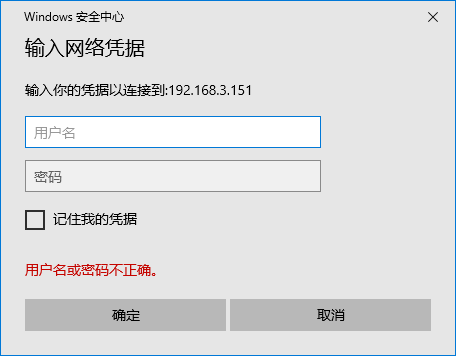 Windows 安全中心
输入网络凭据
输入你的凭据以连接到:192.168.3.151
用户名
密码
记住我的凭据
用户名或密码不正确。
确定
取消